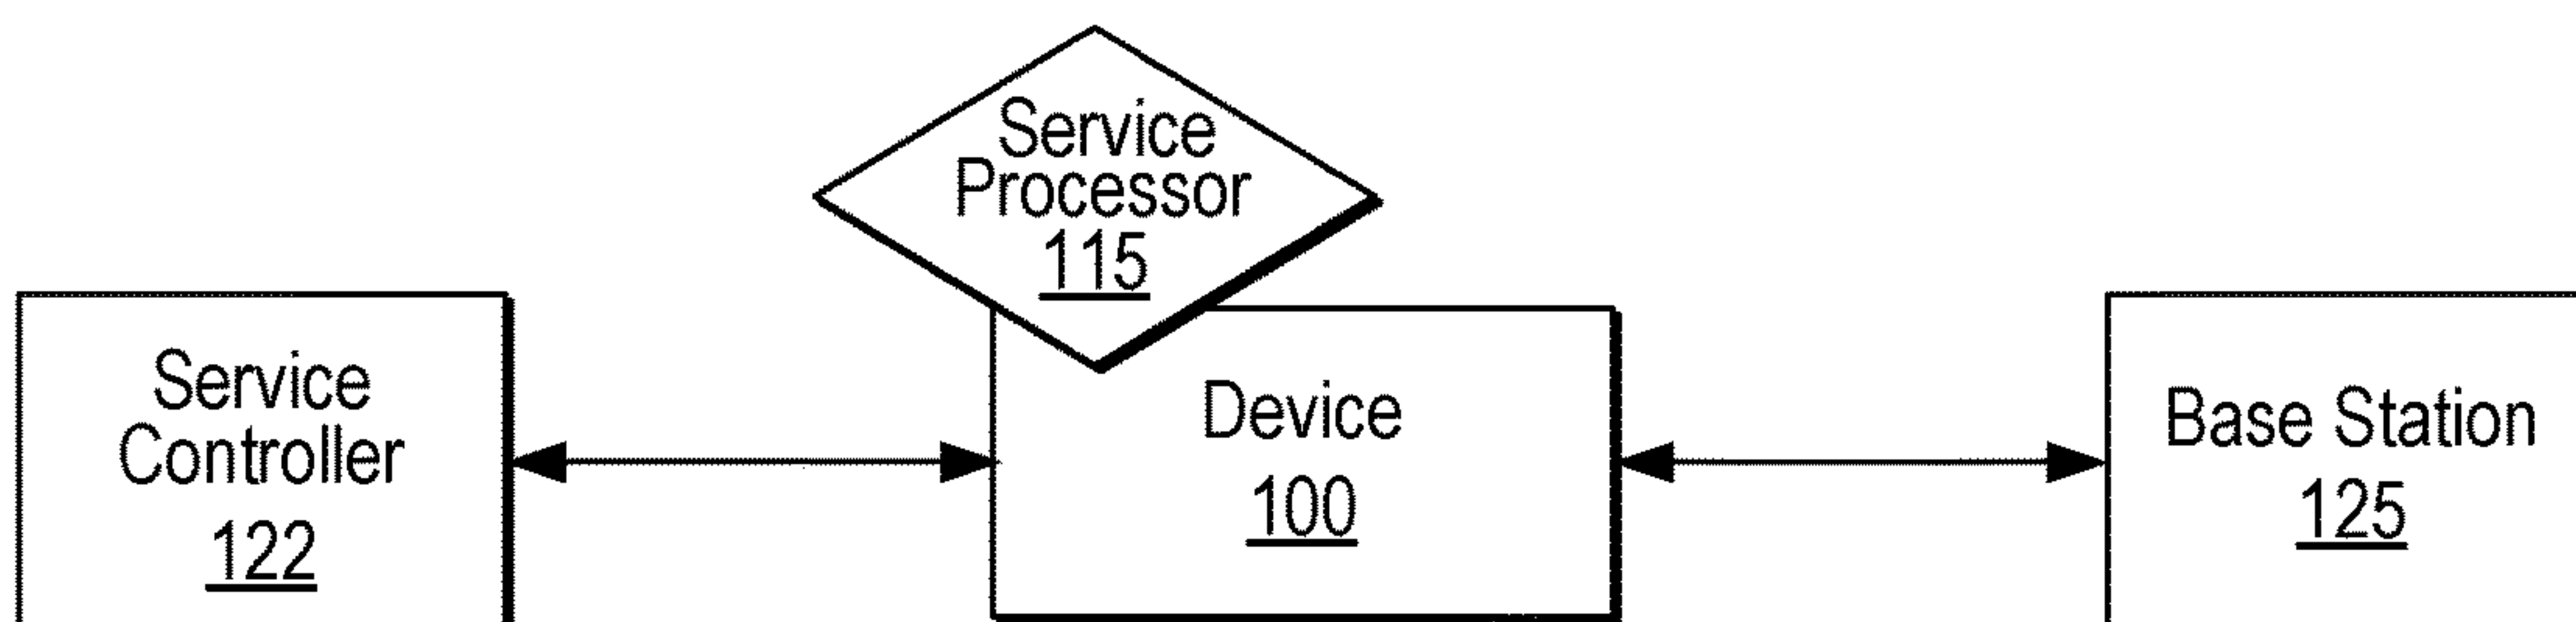 Service
Processor
115
Service
Controller
122
Device
100
Base Station
125